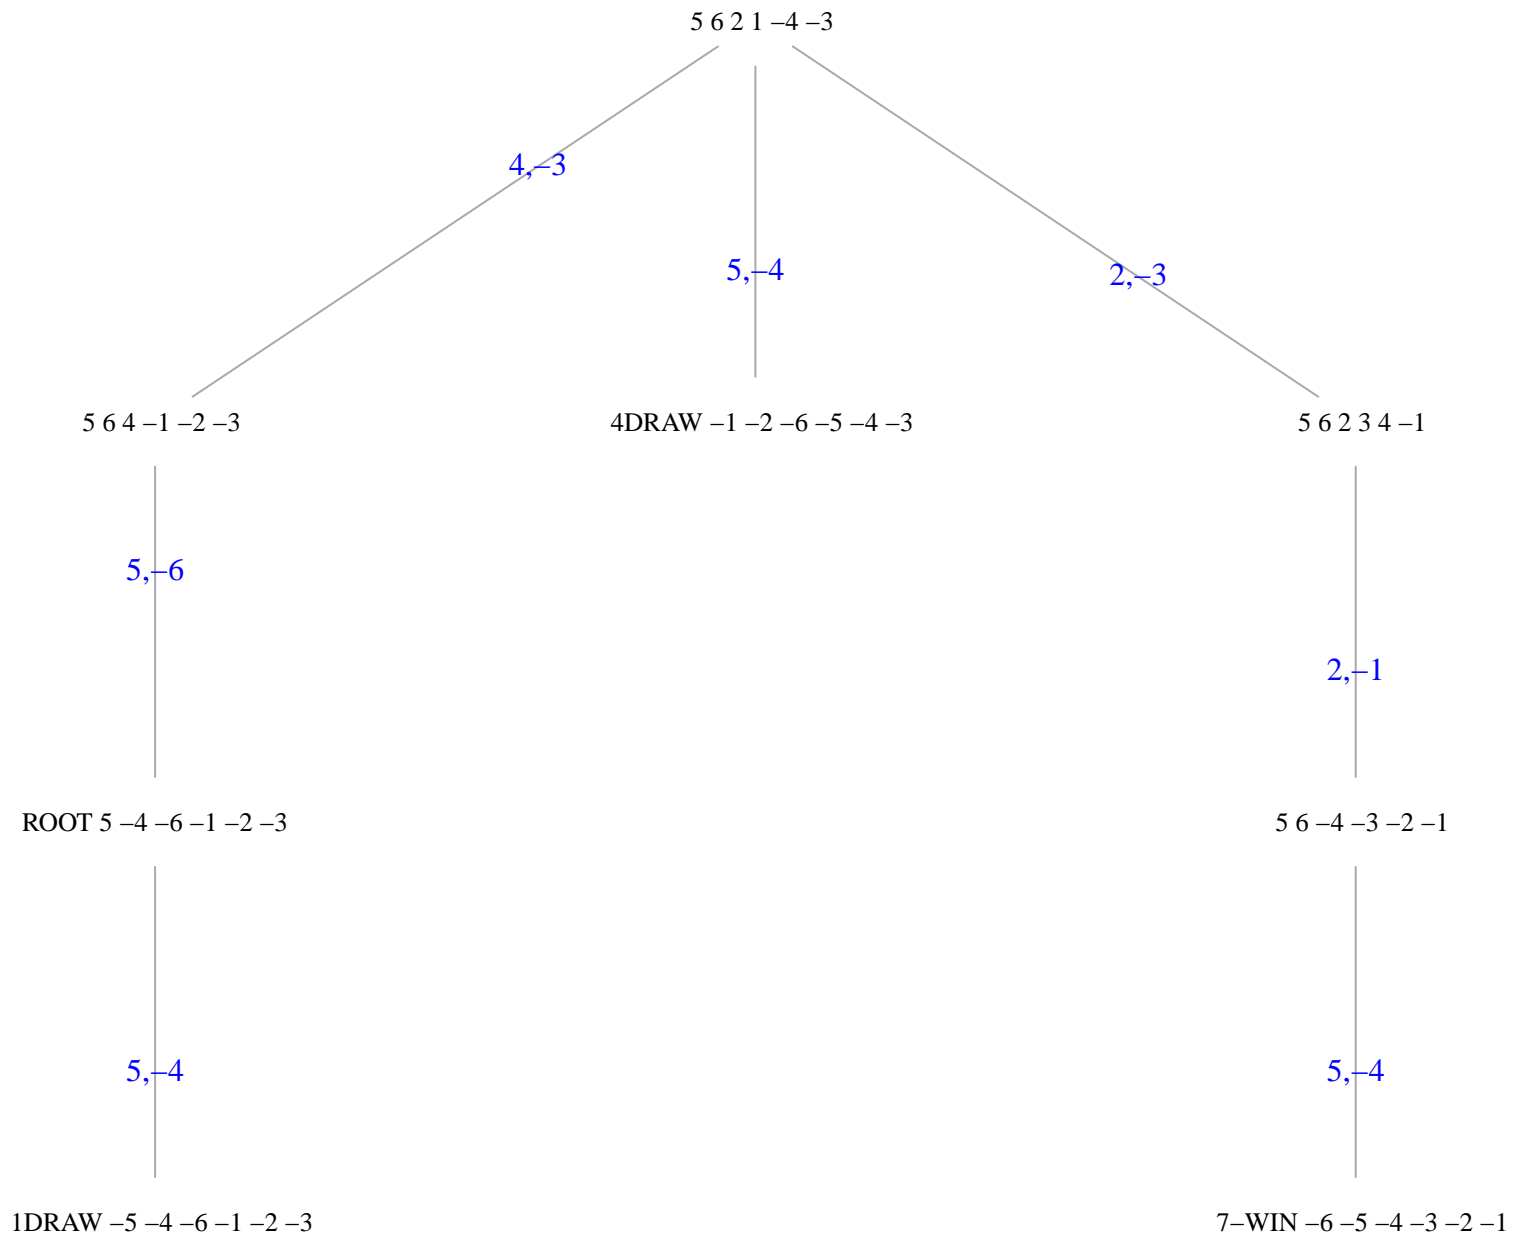 5 6 2 1 –4 –3
4,–3
5,–4
2,–3
5 6 4 –1 –2 –3
4DRAW –1 –2 –6 –5 –4 –3
5 6 2 3 4 –1
5,–6
2,–1
ROOT 5 –4 –6 –1 –2 –3
5 6 –4 –3 –2 –1
5,–4
5,–4
1DRAW –5 –4 –6 –1 –2 –3
7–WIN –6 –5 –4 –3 –2 –1